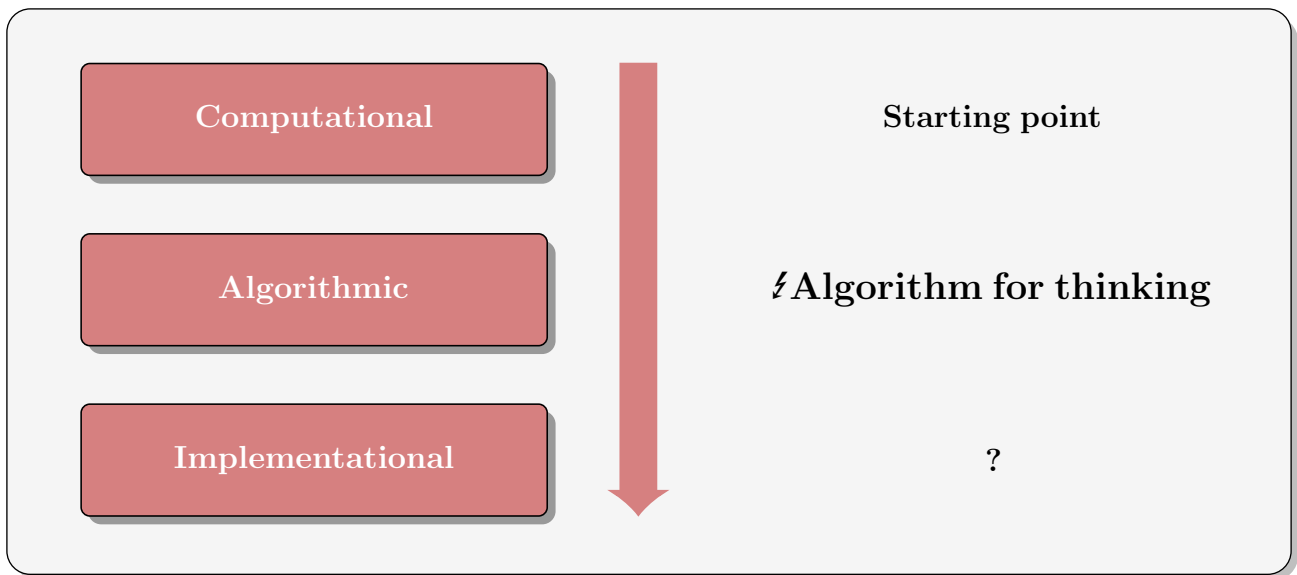 Computational
Starting point
Algorithmic
⚡Algorithm for thinking
Implementational
?